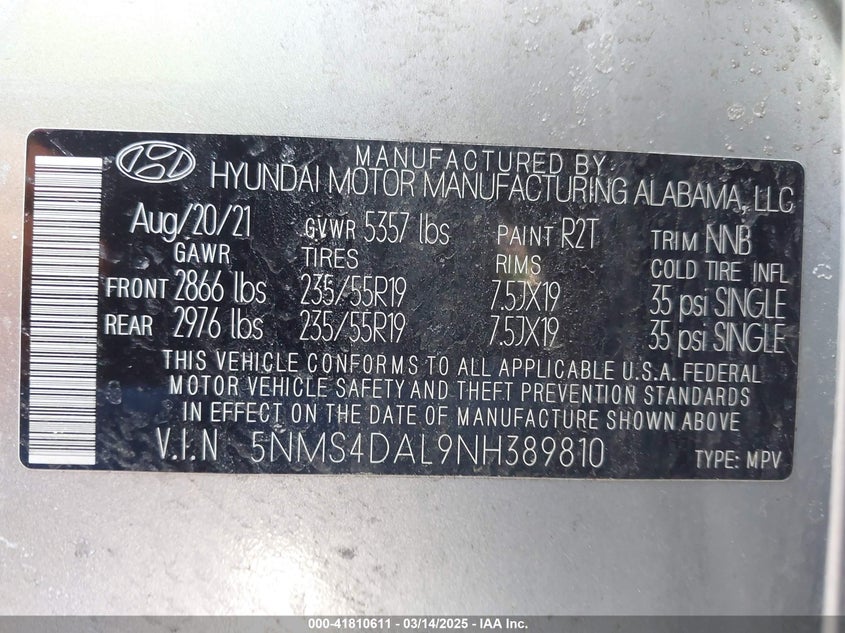 MANUFACTURED BY
HYUNDAI MOTOR MANUFACTURING ALABAMA, LLC
Aug/20/21 GVWR 5357 lbs PAINT R2T TRIM NNB
GAWR TIRES RIMS COLD TIRE INFL
FRONT 2866 lbs 235/55R19 7.5JX19 35 psi SINGLE
REAR 2976 lbs 235/55R19 7.5JX19 35 psi SINGLE
THIS VEHICLE CONFORMS TO ALL APPLICABLE U.S.A. FEDERAL
MOTOR VEHICLE SAFETY AND THEFT PREVENTION STANDARDS
IN EFFECT ON THE DATE OF MANUFACTURE SHOWN ABOVE
V.I.N 5NMS4DAL9NH389810 TYPE: MPV
000-41810611 - 03/14/2025 - IAA Inc.